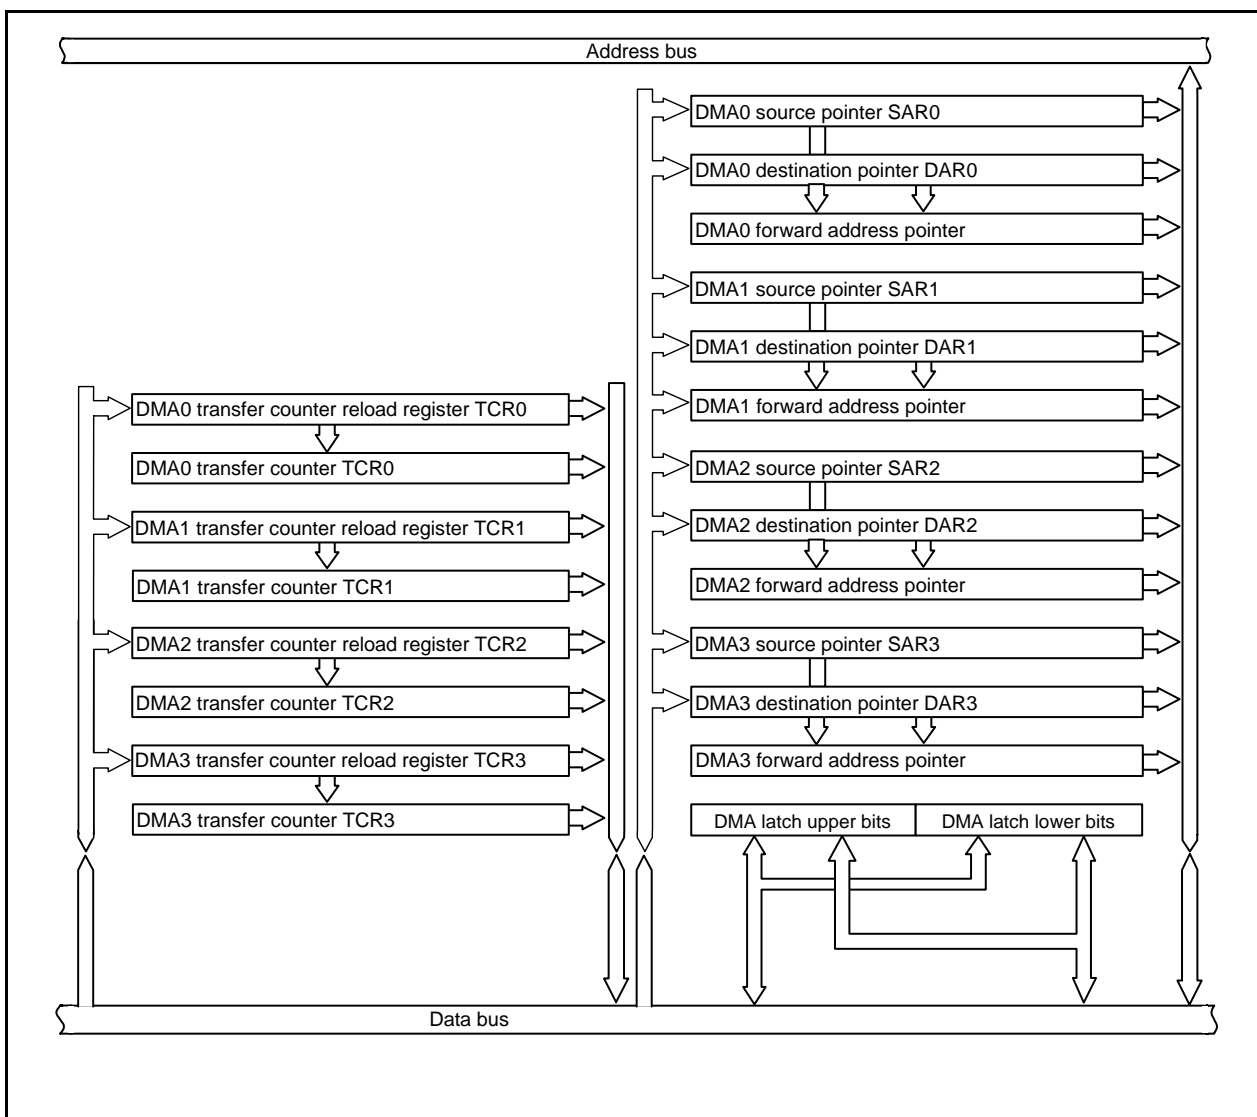 Address bus
DMA0 source pointer SAR0
DMA0 destination pointer DAR0
DMA0 forward address pointer
DMA1 source pointer SAR1
DMA1 destination pointer DAR1
DMA1 forward address pointer
DMA2 source pointer SAR2
DMA2 destination pointer DAR2
DMA2 forward address pointer
DMA3 source pointer SAR3
DMA3 destination pointer DAR3
DMA3 forward address pointer
DMA0 transfer counter reload register TCR0
DMA0 transfer counter TCR0
DMA1 transfer counter reload register TCR1
DMA1 transfer counter TCR1
DMA2 transfer counter reload register TCR2
DMA2 transfer counter TCR2
DMA3 transfer counter reload register TCR3
DMA3 transfer counter TCR3
DMA latch upper bits
DMA latch lower bits
Data bus